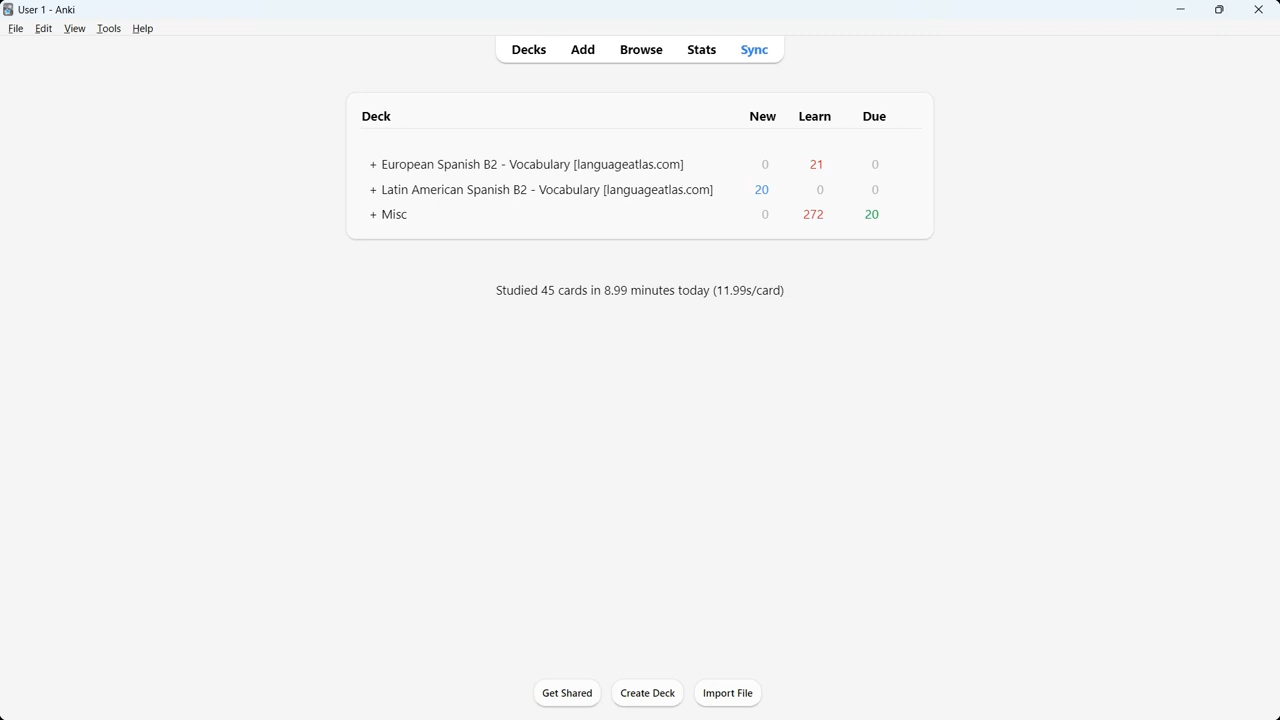 User 1 - Anki
File Edit View Tools Help
Decks Add Browse Stats Sync
Deck New Learn Due
+ European Spanish B2 - Vocabulary [languageatlas.com] 0 21 0
+ Latin American Spanish B2 - Vocabulary [languageatlas.com] 20 0 0
+ Misc 0 272 20
Studied 45 cards in 8.99 minutes today (11.99s/card)
Get Shared Create Deck Import File